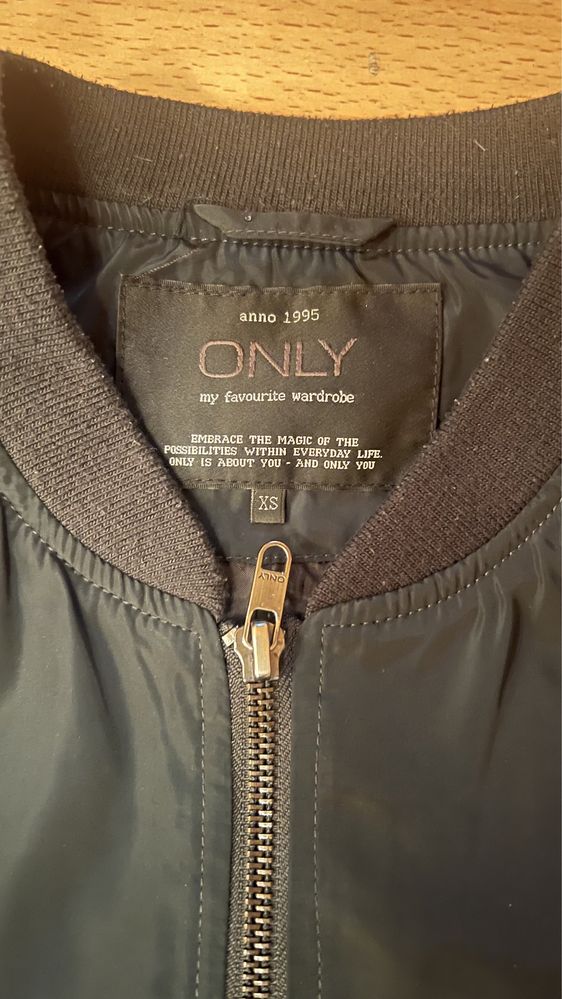 anno 1995
ONLY
my favourite wardrobe
EMBRACE THE MAGIC OF THE
POSSIBILITIES WITHIN EVERYDAY LIFE.
ONLY IS ABOUT YOU - AND ONLY YOU
XS
ONLY